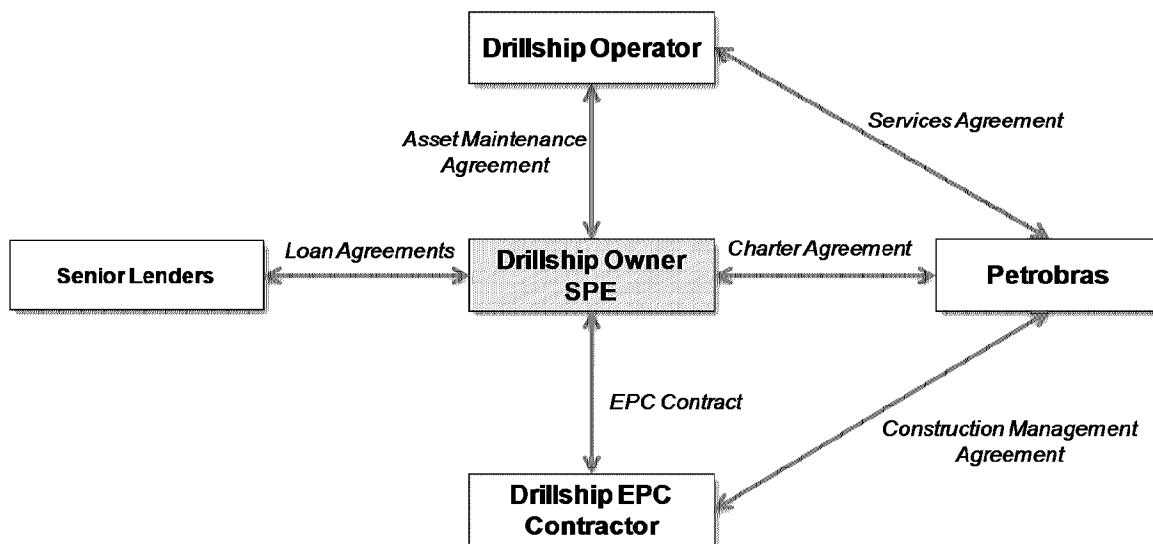 Drillship Operator
Asset Maintenance
Agreement
Services Agreement
Senior Lenders
Loan Agreements
Drillship Owner
SPE
Charter Agreement
Petrobras
EPC Contract
Construction Management
Agreement
Drillship EPC
Contractor